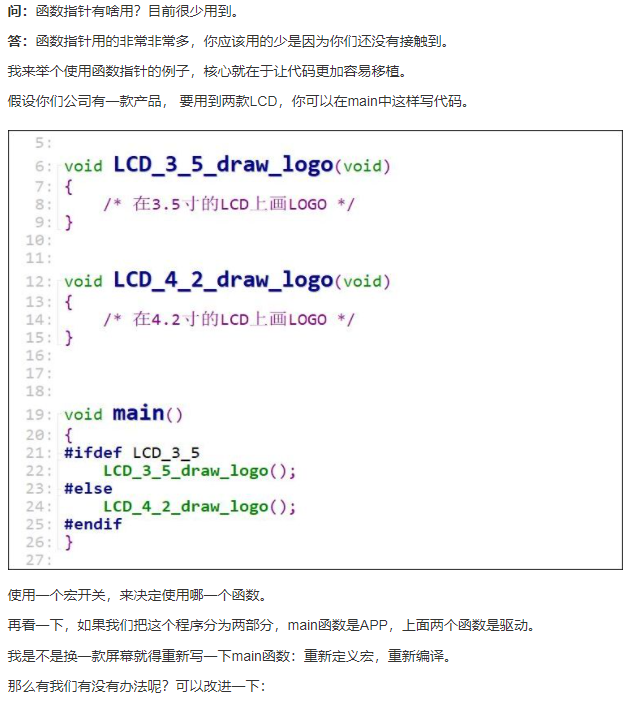 问：函数指针有啥用？目前很少用到。
答：函数指针用的非常非常多，你应该用的少是因为你们还没有接触到。
我来举个使用函数指针的例子，核心就在于让代码更加容易移植。
假设你们公司有一款产品， 要用到两款LCD，你可以在main中这样写代码。
5:
6: void LCD_3_5_draw_logo(void)
7: {
8:     /* 在3.5寸的LCD上画LOGO */
9: }
10:
11:
12: void LCD_4_2_draw_logo(void)
13: {
14:     /* 在4.2寸的LCD上画LOGO */
15: }
16:
17:
18:
19: void main()
20: {
21: #ifdef LCD_3_5
22:     LCD_3_5_draw_logo();
23: #else
24:     LCD_4_2_draw_logo();
25: #endif
26: }
27:
使用一个宏开关，来决定使用哪一个函数。
再看一下，如果我们把这个程序分为两部分，main函数是APP，上面两个函数是驱动。
我是不是换一款屏幕就得重新写一下main函数：重新定义宏，重新编译。
那么有我们有没有办法呢？可以改进一下：